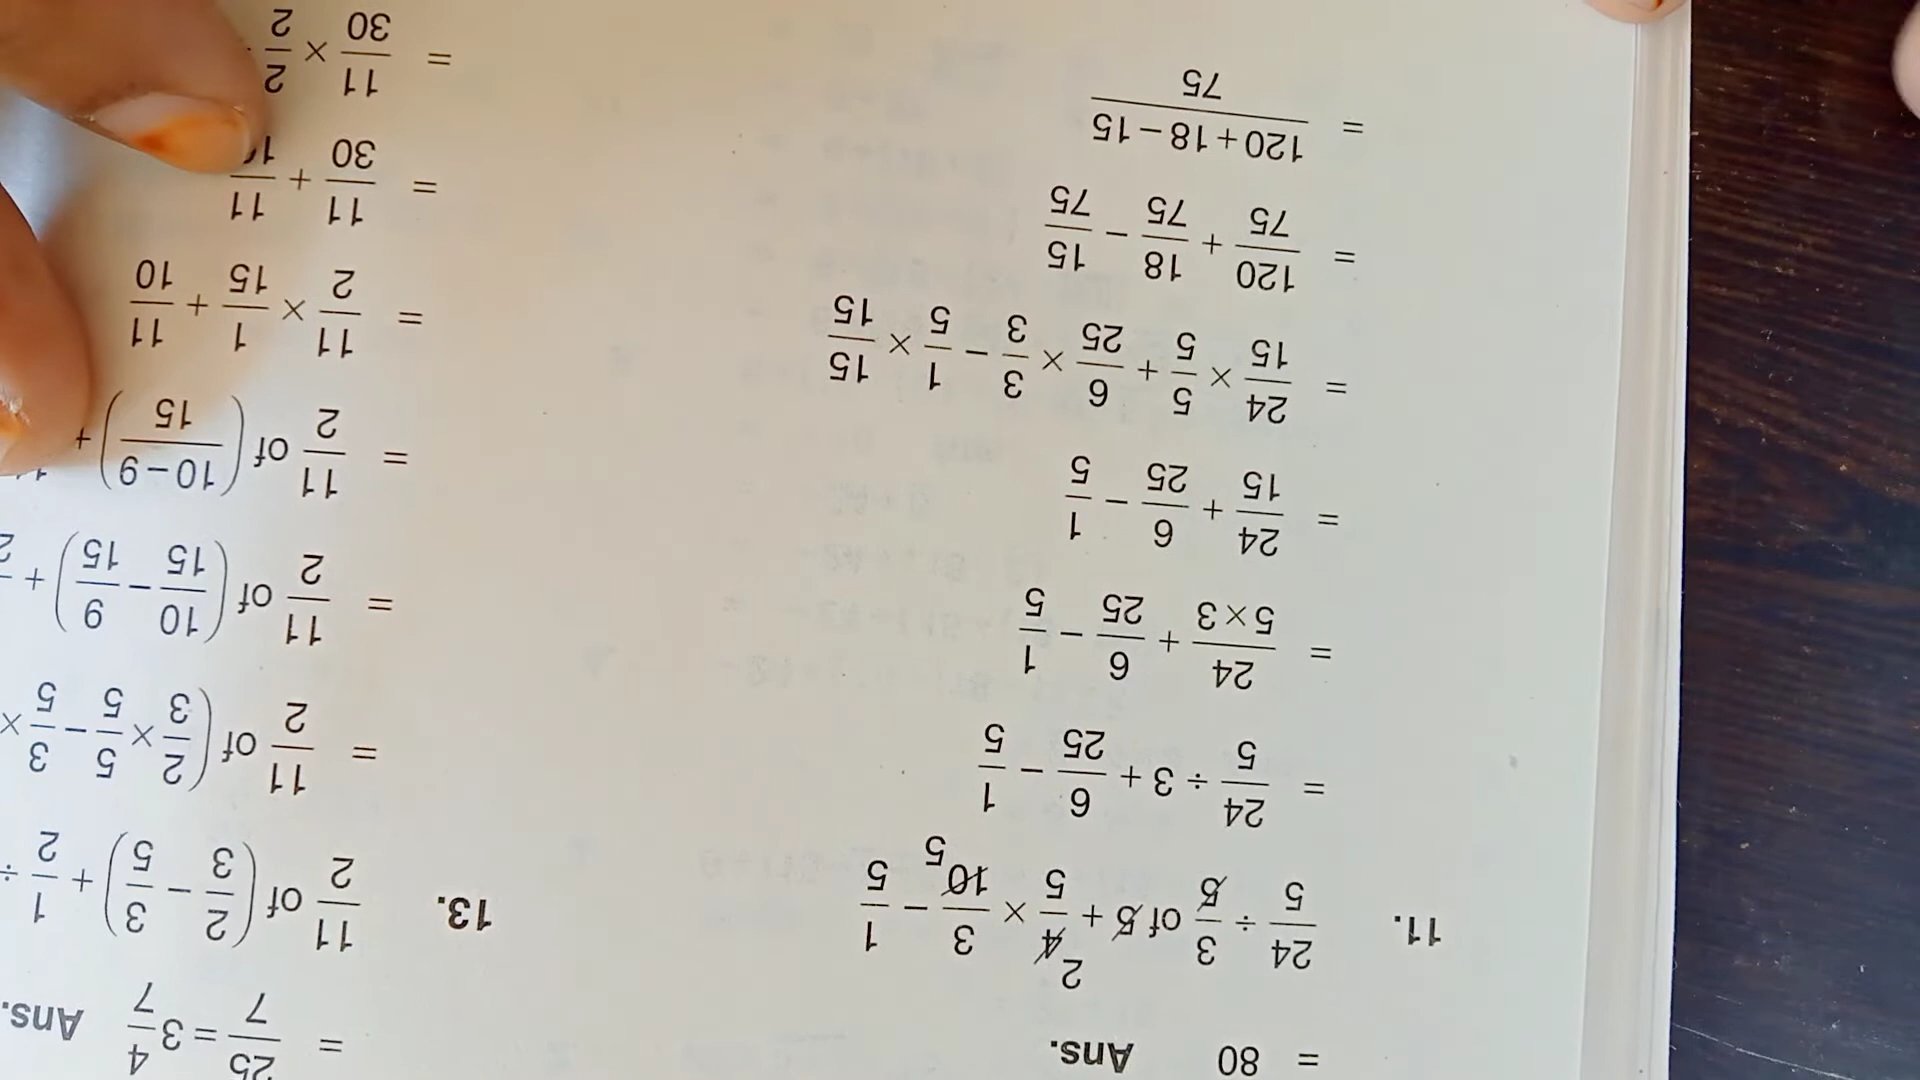 = 80 Ans.
11. 24/5 ÷ 3/5 of 5 + 4/5 2 × 3/10 5 − 1/5
= 24/5 ÷ 3 + 6/25 − 1/5
= 24/(5×3) + 6/25 − 1/5
= 24/15 + 6/25 − 1/5
= 24/15 × 5/5 + 6/25 × 3/3 − 1/5 × 15/15
= 120/75 + 18/75 − 15/75
= (120+18−15)/75
= 25/7 = 3 4/7 Ans.
13. 11/2 of (2/3 − 3/5) + 1/2 ÷
= 11/2 of (2/3 × 5/5 − 3/5 ×
= 11/2 of (10/15 − 9/15) +
= 11/2 of ((10−9)/15) +
= 11/2 × 1/15 + 11/10
= 11/30 + 11/
= 11/30 × 2/2